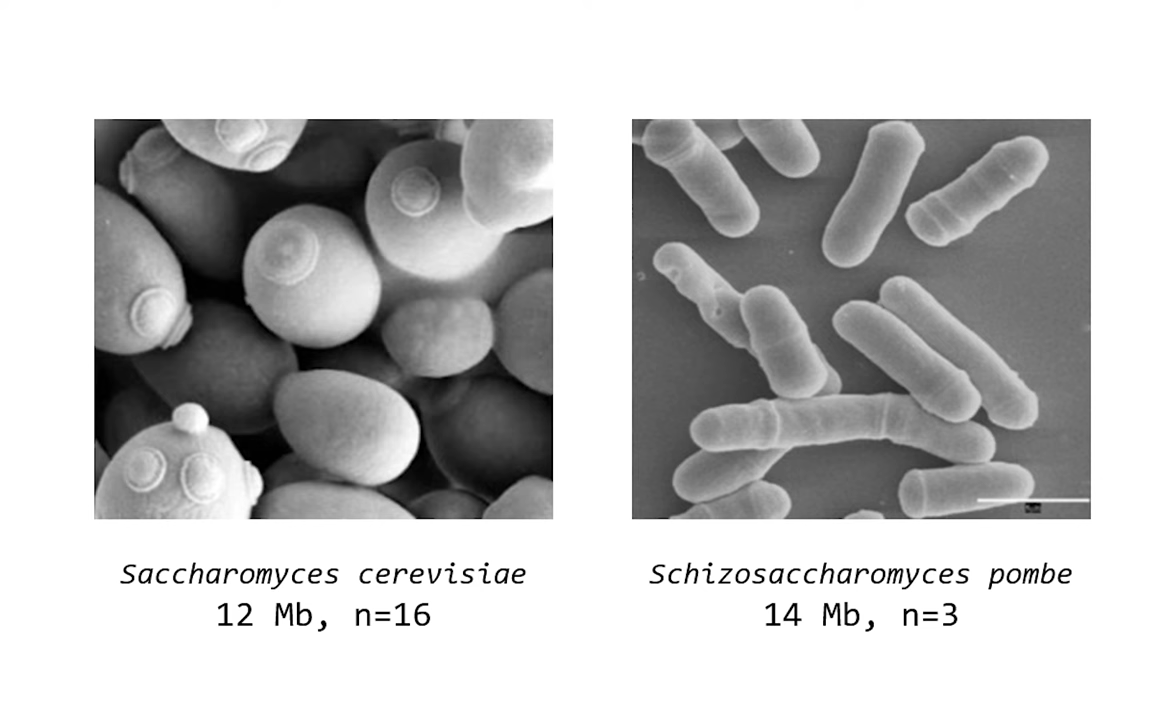 Saccharomyces cerevisiae
12 Mb, n=16
Schizosaccharomyces pombe
14 Mb, n=3